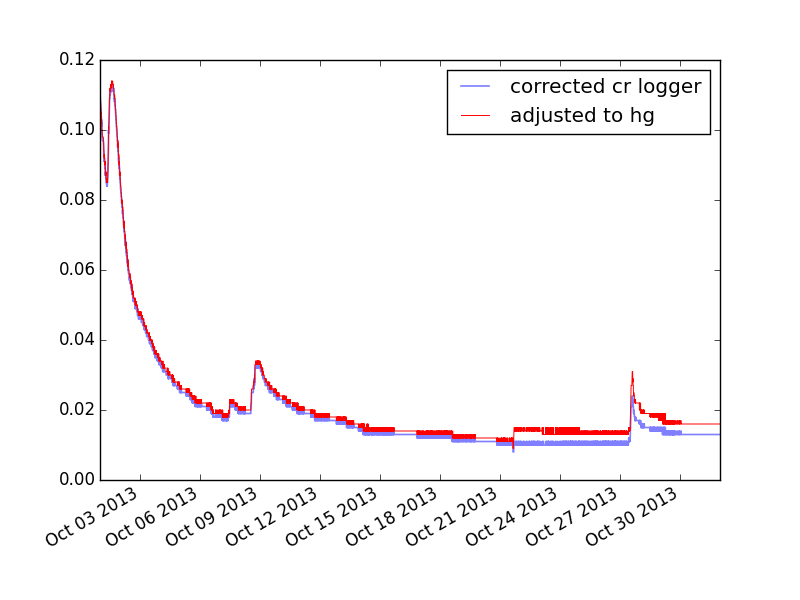 0.12
corrected cr logger
adjusted to hg
0.10
0.08
0.06
0.04
0.02
0.00
Oct 03 2013
Oct 06 2013
Oct 09 2013
Oct 12 2013
Oct 15 2013
Oct 18 2013
Oct 21 2013
Oct 24 2013
Oct 27 2013
Oct 30 2013